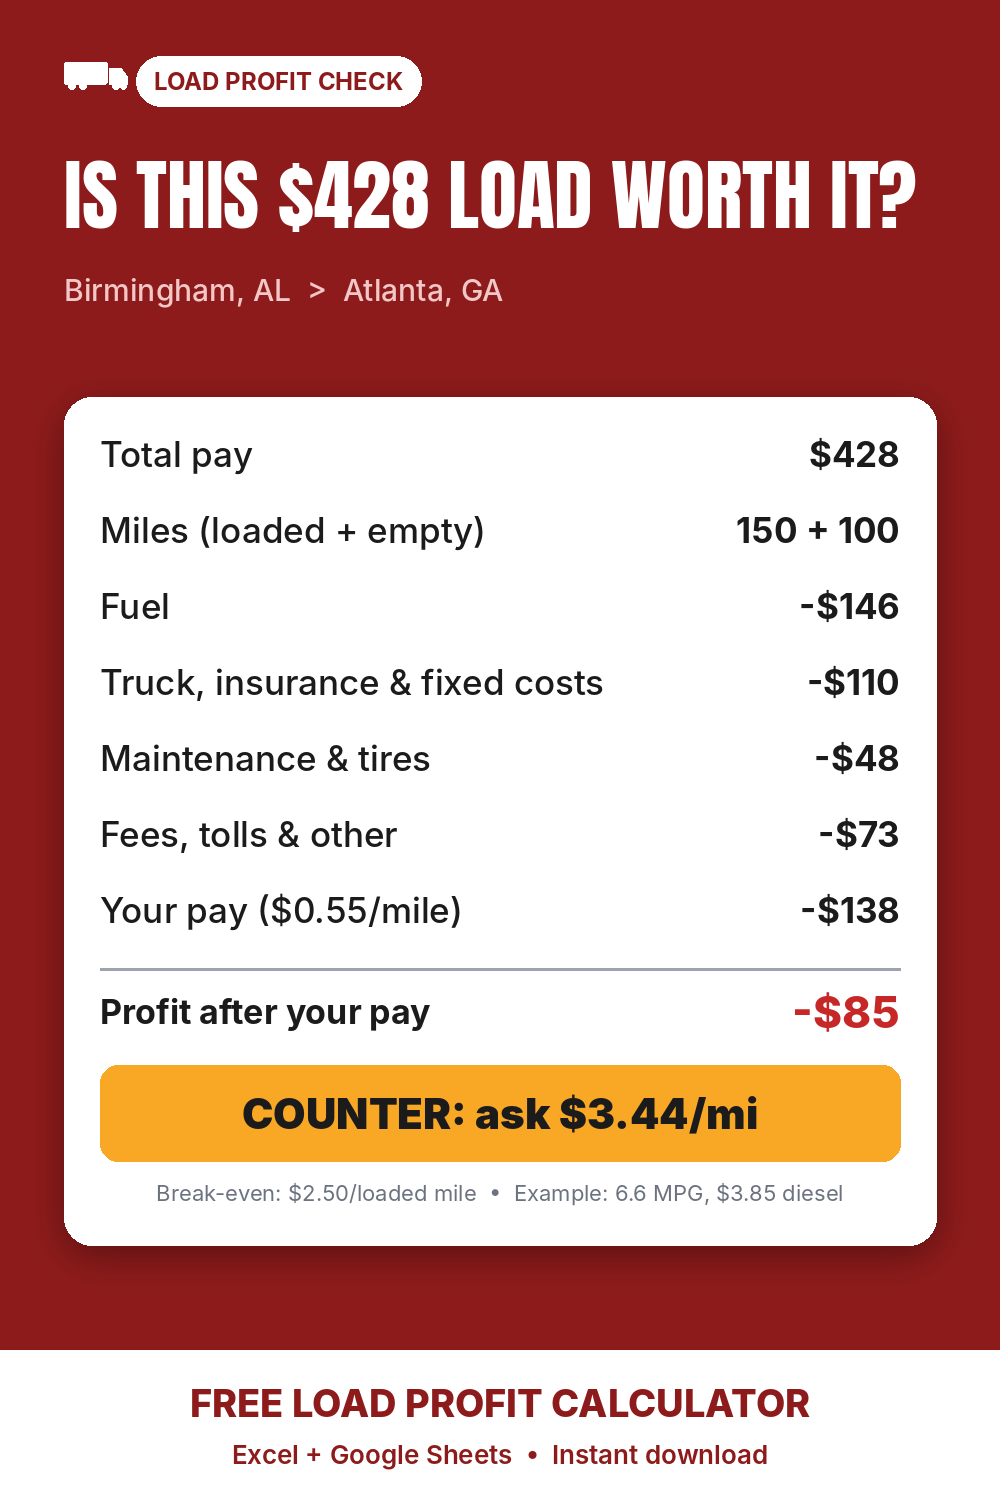 LOAD PROFIT CHECK
IS THIS $428 LOAD WORTH IT?
Birmingham, AL > Atlanta, GA
Total pay $428
Miles (loaded + empty) 150 + 100
Fuel -$146
Truck, insurance & fixed costs -$110
Maintenance & tires -$48
Fees, tolls & other -$73
Your pay ($0.55/mile) -$138
Profit after your pay -$85
COUNTER: ask $3.44/mi
Break-even: $2.50/loaded mile • Example: 6.6 MPG, $3.85 diesel
FREE LOAD PROFIT CALCULATOR
Excel + Google Sheets • Instant download